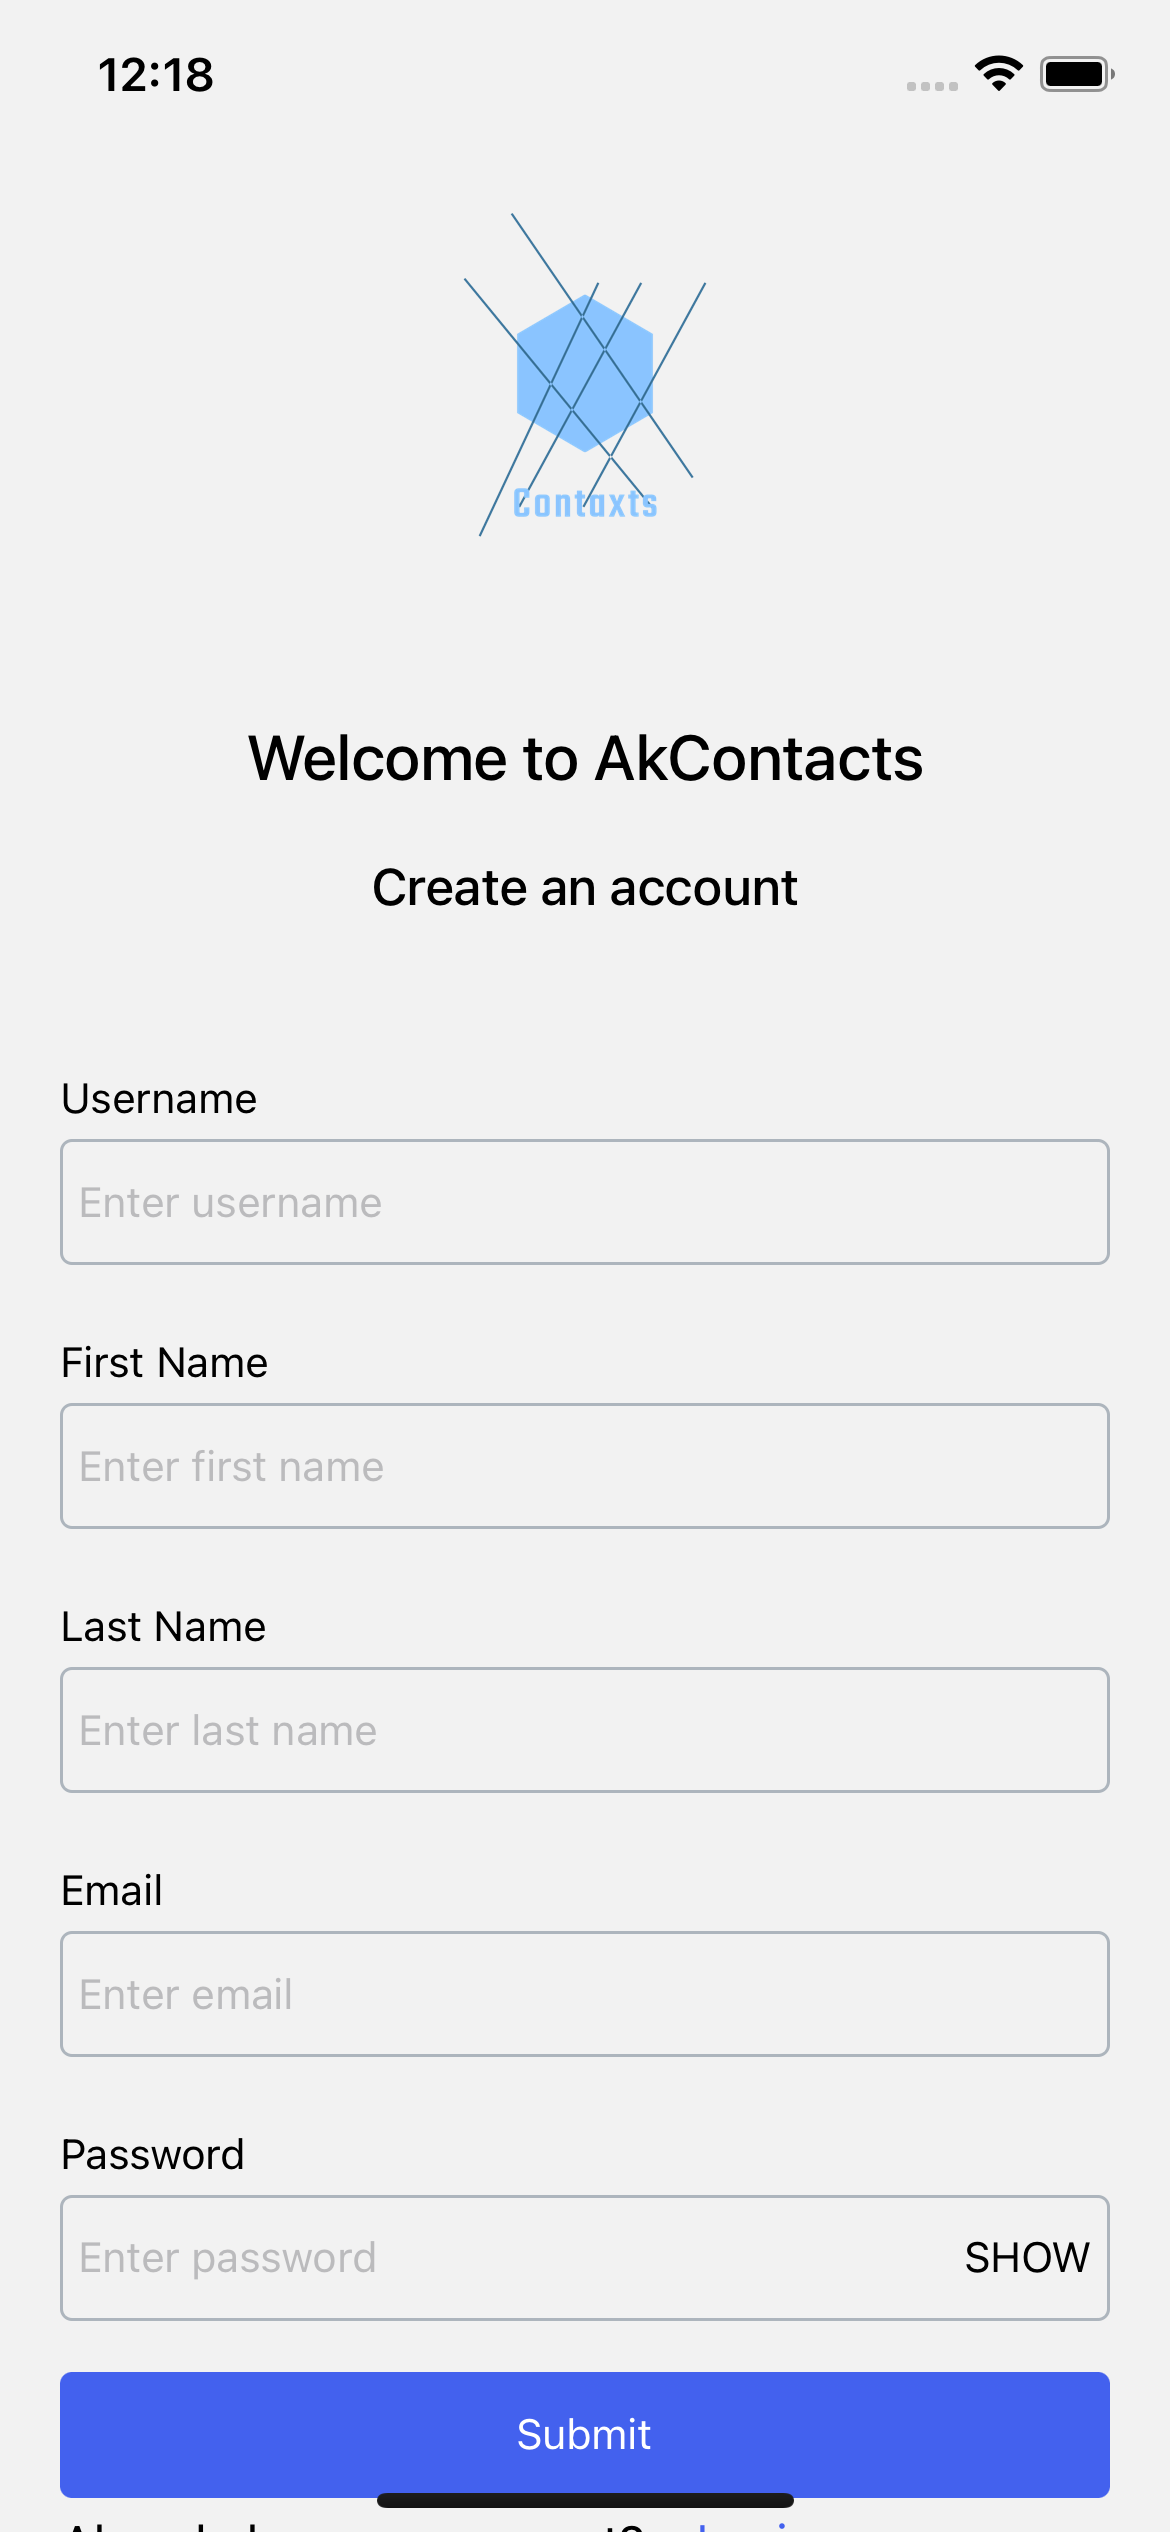 12:18
Contaxts
Welcome to AkContacts
Create an account
Username
Enter username
First Name
Enter first name
Last Name
Enter last name
Email
Enter email
Password
Enter password SHOW
Submit